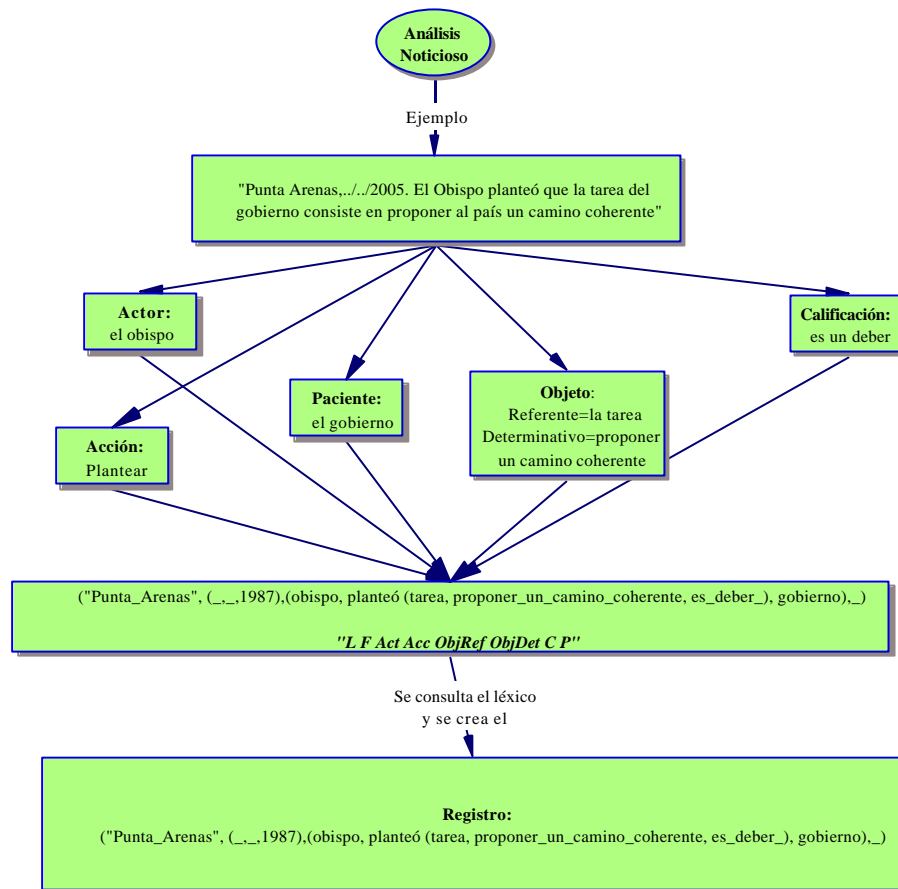 Análisis
Noticioso
Ejemplo
"Punta Arenas,../../2005. El Obispo planteó que la tarea del
gobierno consiste en proponer al país un camino coherente"
Actor:
el obispo
Calificación:
es un deber
Paciente:
el gobierno
Objeto:
Referente=la tarea
Determinativo=proponer
un camino coherente
Acción:
Plantear
("Punta_Arenas", (_,_,1987),(obispo, planteó (tarea, proponer_un_camino_coherente, es_deber_), gobierno),_)
"L F Act Acc ObjRef ObjDet C P"
Se consulta el léxico
y se crea el
Registro:
("Punta_Arenas", (_,_,1987),(obispo, planteó (tarea, proponer_un_camino_coherente, es_deber_), gobierno),_)